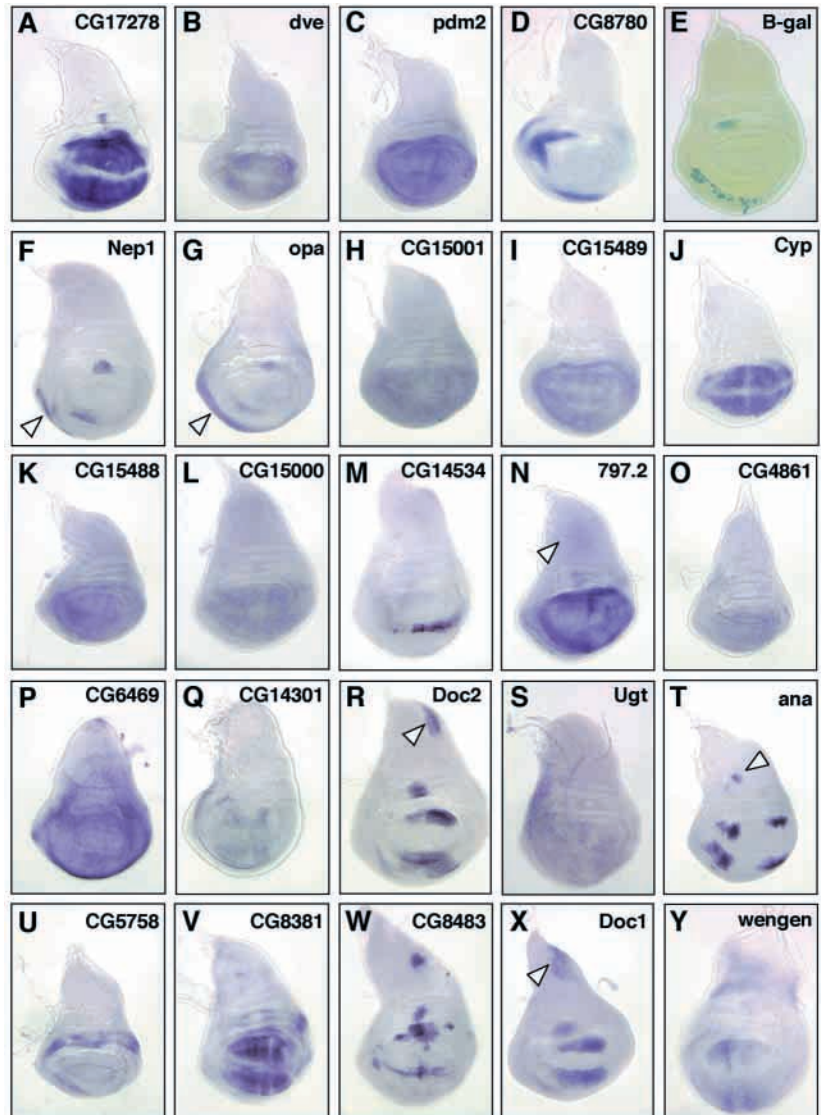 A CG17278
B dve
C pdm2
D CG8780
E B-gal
F Nep1
G opa
H CG15001
I CG15489
J Cyp
K CG15488
L CG15000
M CG14534
N 797.2
O CG4861
P CG6469
Q CG14301
R Doc2
S Ugt
T ana
U CG5758
V CG8381
W CG8483
X Doc1
Y wengen